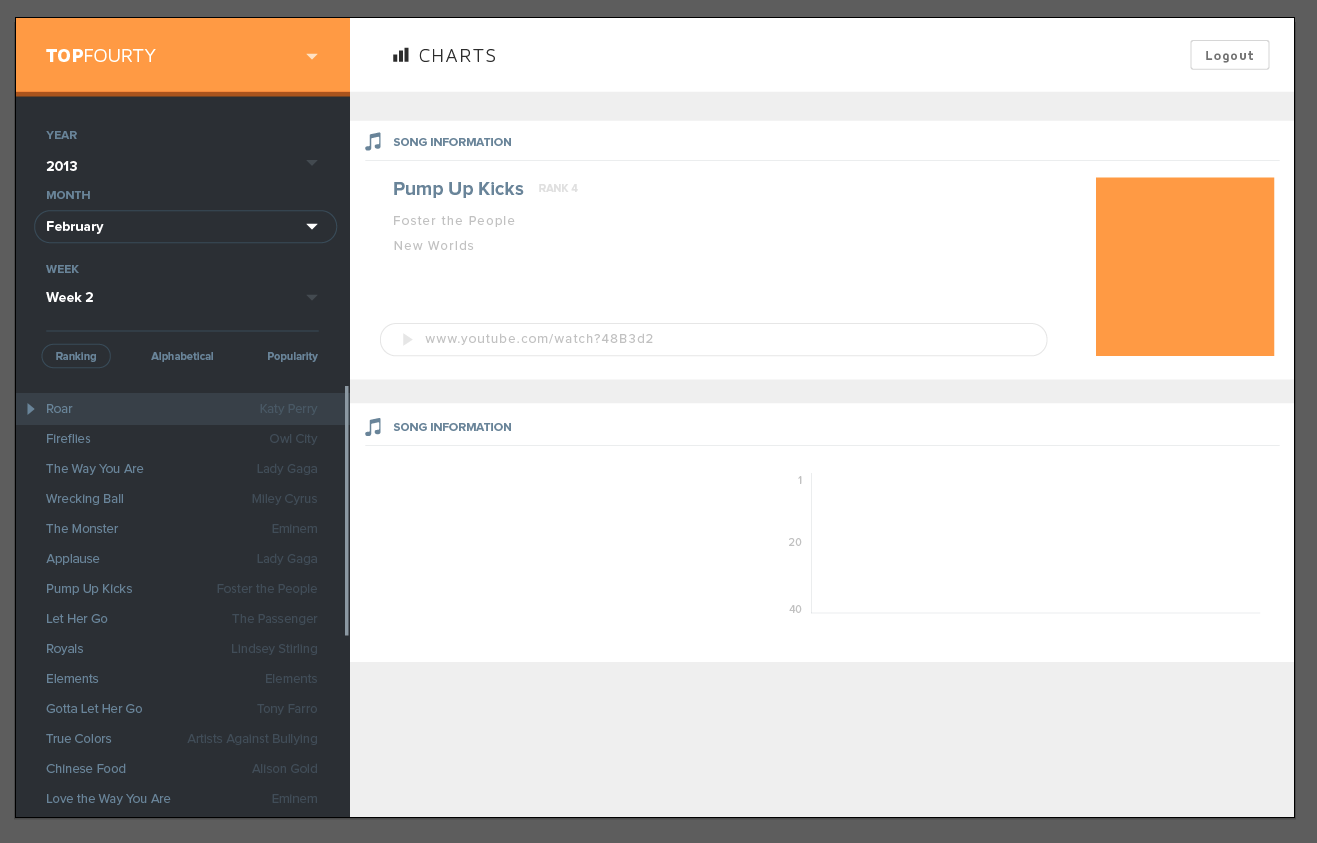 TOPFOURTY
CHARTS
Logout
YEAR
2013
MONTH
February
WEEK
Week 2
Ranking Alphabetical Popularity
Roar Katy Perry
Fireflies Owl City
The Way You Are Lady Gaga
Wrecking Ball Miley Cyrus
The Monster Eminem
Applause Lady Gaga
Pump Up Kicks Foster the People
Let Her Go The Passenger
Royals Lindsey Stirling
Elements Elements
Gotta Let Her Go Tony Farro
True Colors Artists Against Bullying
Chinese Food Alison Gold
Love the Way You Are Eminem
SONG INFORMATION
Pump Up Kicks RANK 4
Foster the People
New Worlds
www.youtube.com/watch?48B3d2
SONG INFORMATION
1
20
40